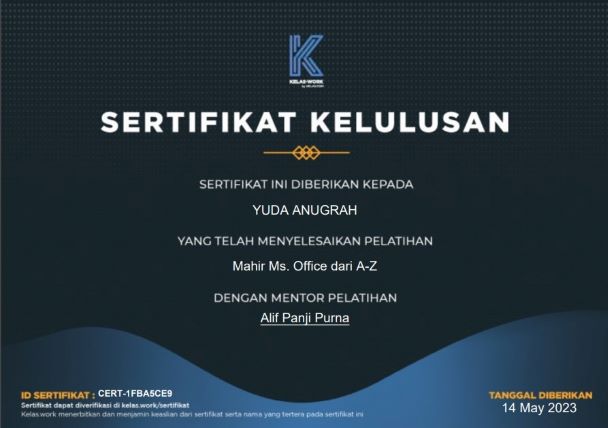 KELAS•WORK
SERTIFIKAT KELULUSAN
SERTIFIKAT INI DIBERIKAN KEPADA
YUDA ANUGRAH
YANG TELAH MENYELESAIKAN PELATIHAN
Mahir Ms. Office dari A-Z
DENGAN MENTOR PELATIHAN
Alif Panji Purna
ID SERTIFIKAT : CERT-1FBA5CE9
Sertifikat dapat diverifikasi di kelas.work/sertifikat
Kelas.work menerbitkan dan menjamin keaslian dari sertifikat serta nama yang tertera pada sertifikat ini
TANGGAL DIBERIKAN
14 May 2023